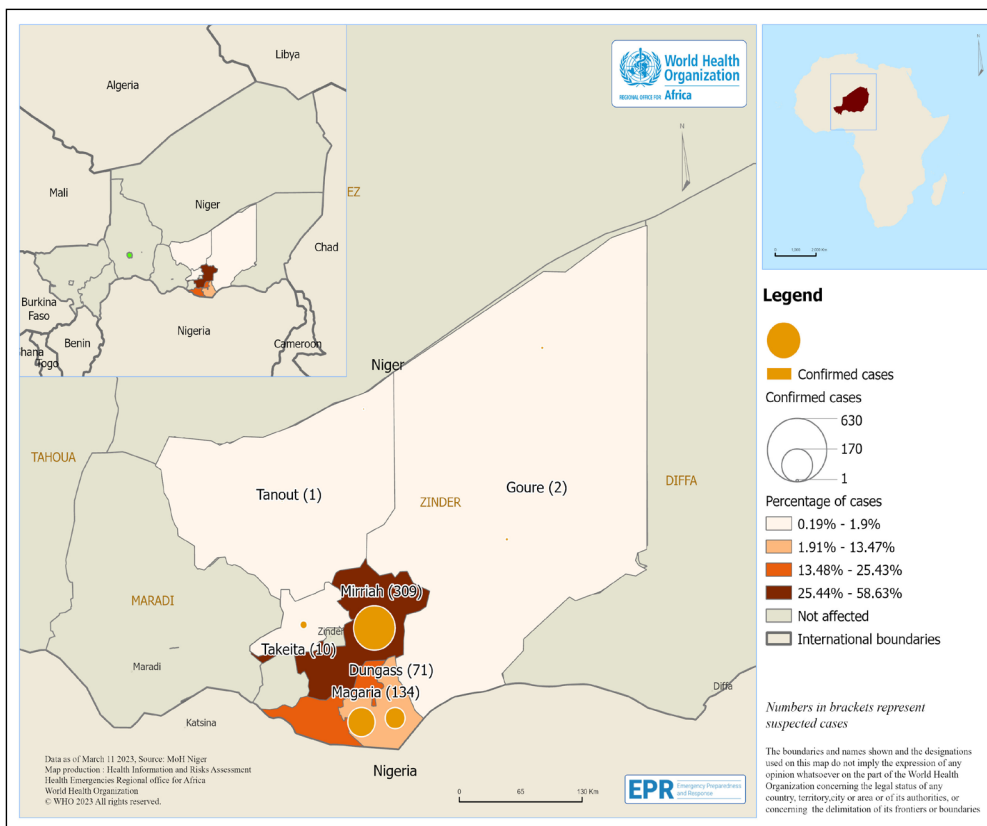 Libya
Algeria
Mali
Niger
Chad
Burkina
Faso
Benin
hana
Togo
Nigeria
Cameroon
World Health
Organization
REGIONAL OFFICE FOR Africa
N
EZ
Niger
TAHOUA
Tanout (1)
Goure (2)
ZINDER
DIFFA
MARADI
Mirriah (309)
Zinder
Takeita (10)
Dungass (71)
Magaria (134)
Maradi
Katsina
Diffa
Nigeria
Data as of March 11 2023, Source: MoH Niger
Map production : Health Information and Risks Assessment
Health Emergencies Regional office for Africa
World Health Organization
© WHO 2023 All rights reserved.
0 65 130 Km
EPR Emergency Preparedness
and Response
Legend
Confirmed cases
Confirmed cases
630
170
1
Percentage of cases
0.19% - 1.9%
1.91% - 13.47%
13.48% - 25.43%
25.44% - 58.63%
Not affected
International boundaries
Numbers in brackets represent
suspected cases
The boundaries and names shown and the designations
used on this map do not imply the expression of any
opinion whatsoever on the part of the World Health
Organization concerning the legal status of any
country, territory,city or area or of its authorities, or
concerning the delimitation of its frontiers or boundaries